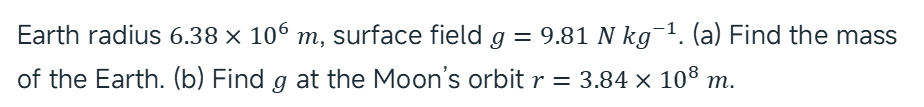 Earth radius 6.38 × 10⁶ m, surface field g = 9.81 N kg⁻¹. (a) Find the mass
of the Earth. (b) Find g at the Moon’s orbit r = 3.84 × 10⁸ m.